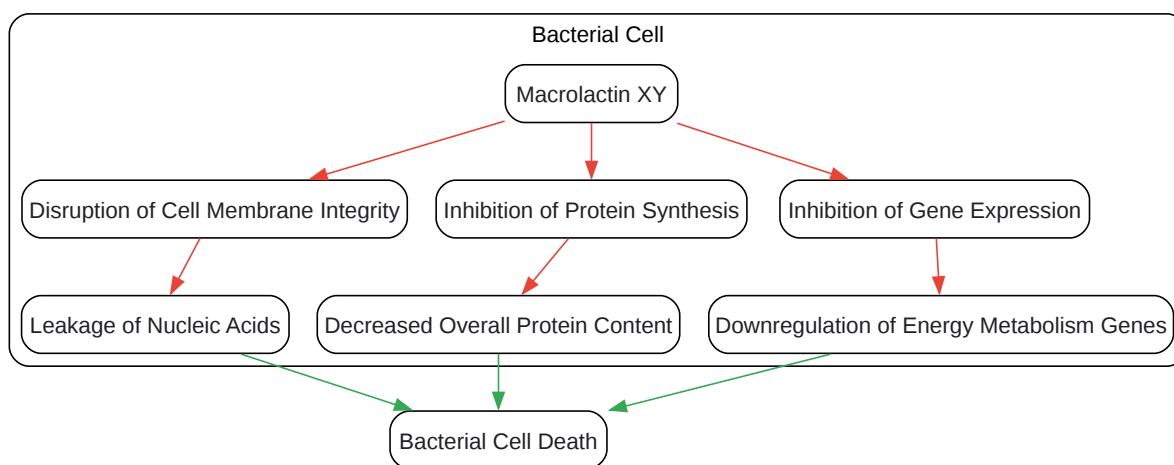 Bacterial Cell
Macrolactin XY
Disruption of Cell Membrane Integrity
Inhibition of Protein Synthesis
Inhibition of Gene Expression
Leakage of Nucleic Acids
Decreased Overall Protein Content
Downregulation of Energy Metabolism Genes
Bacterial Cell Death